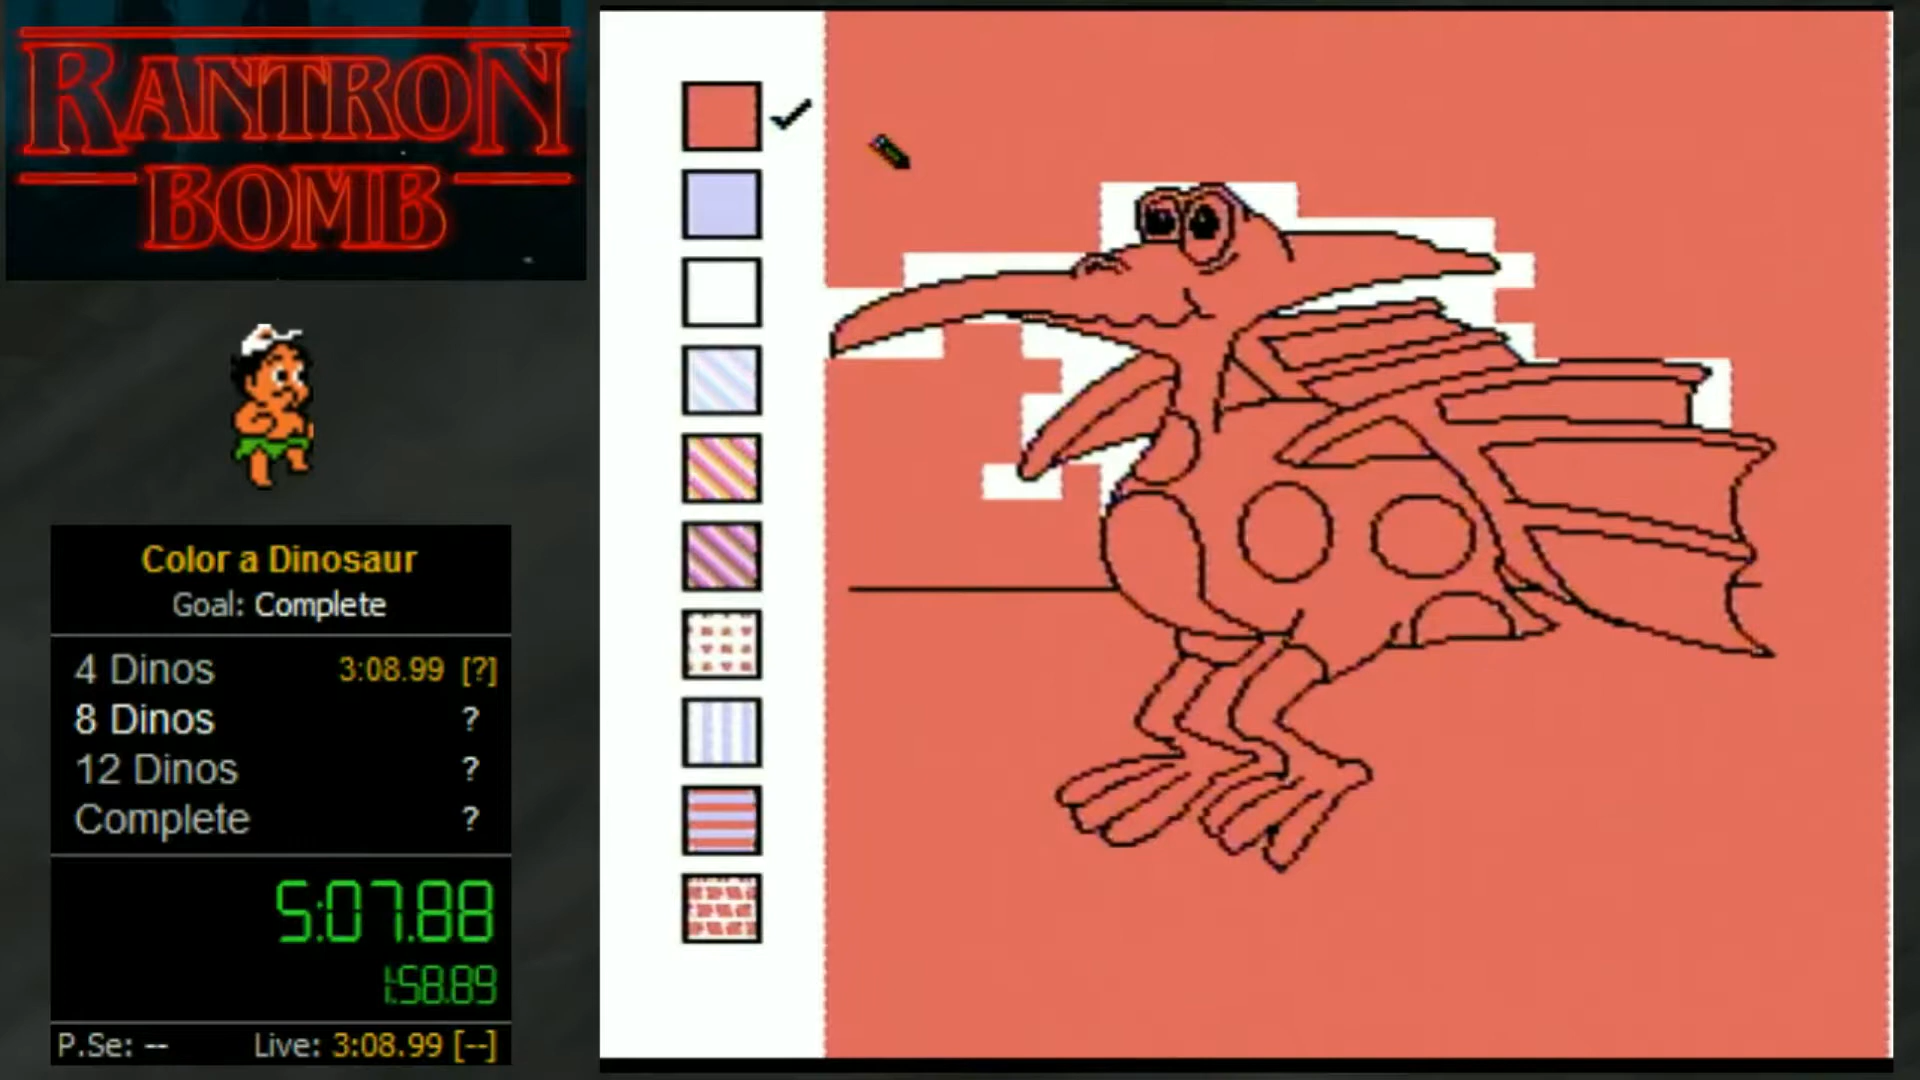 RANTRON
BOMB
Color a Dinosaur
Goal: Complete
4 Dinos 3:08.99 [?]
8 Dinos ?
12 Dinos ?
Complete ?
5:07.88
1:58.89
P.Se: -- Live: 3:08.99 [--]